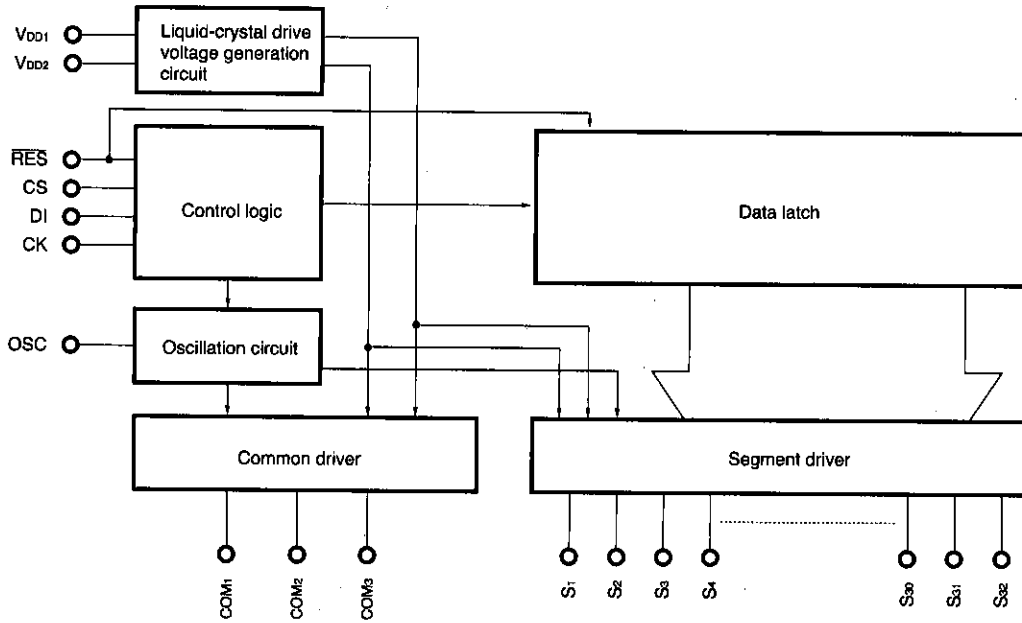 VDD1
VDD2
Liquid-crystal drive
voltage generation
circuit
RES
CS
DI
CK
Control logic
Data latch
OSC
Oscillation circuit
Common driver
Segment driver
COM1
COM2
COM3
S1
S2
S3
S4
S30
S31
S32